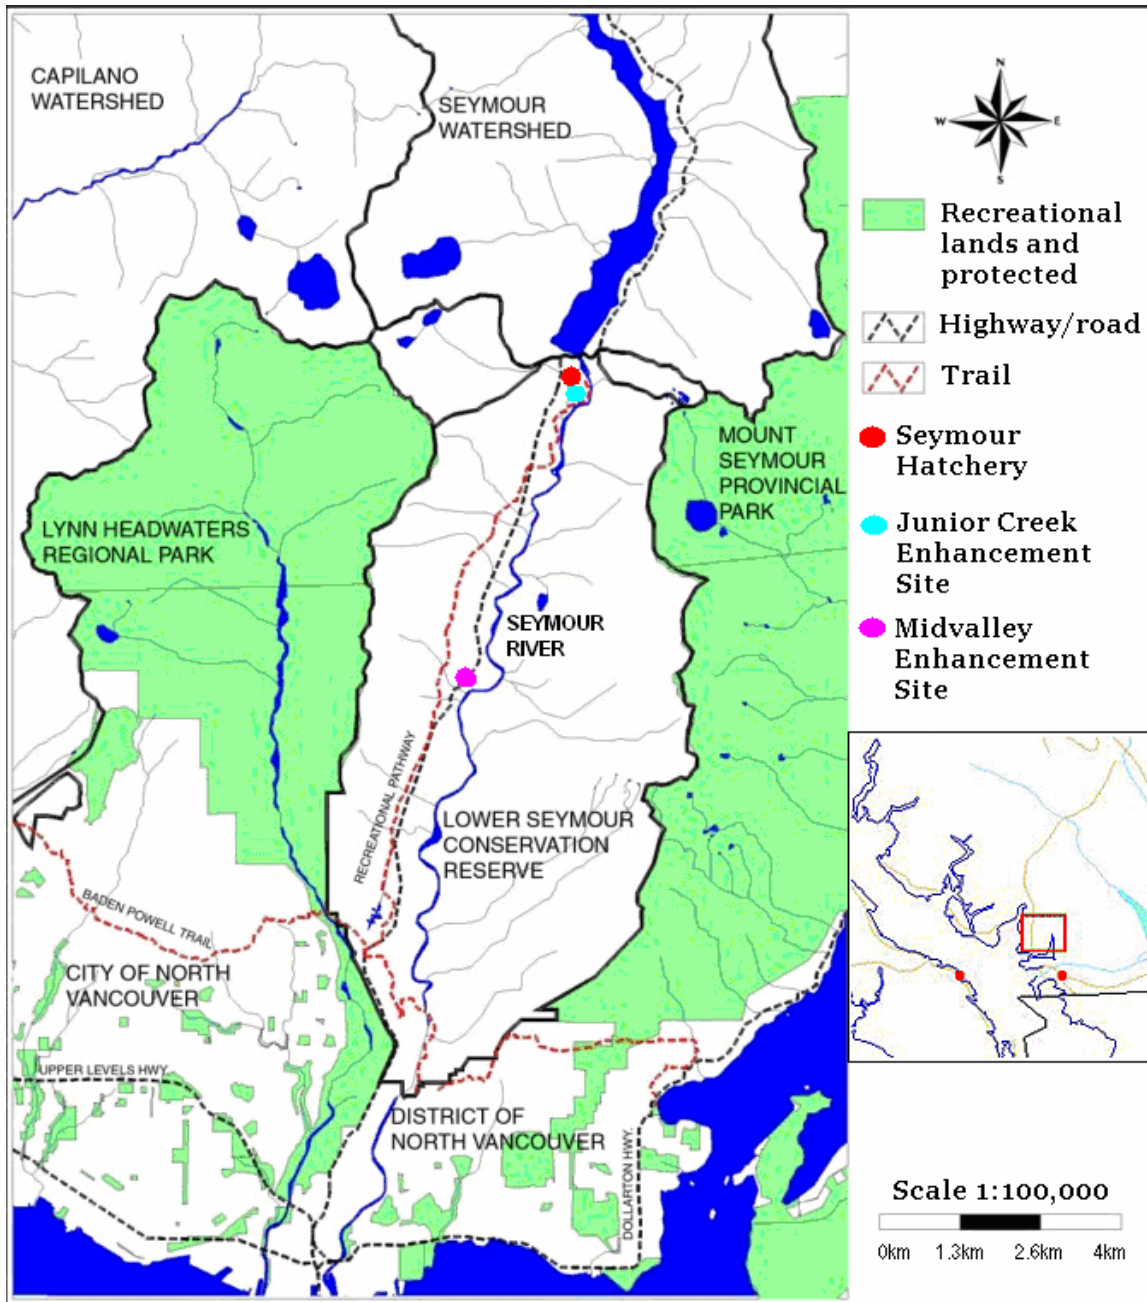 CAPILANO
WATERSHED
SEYMOUR
WATERSHED
MOUNT
SEYMOUR
PROVINCIAL
PARK
LYNN HEADWATERS
REGIONAL PARK
SEYMOUR
RIVER
RECREATIONAL PATHWAY
LOWER SEYMOUR
CONSERVATION
RESERVE
BADEN POWELL TRAIL
CITY OF NORTH
VANCOUVER
UPPER LEVELS HWY.
DISTRICT OF
NORTH VANCOUVER
DOLLARTON HWY.
N
W
E
S
Recreational
lands and
protected
Highway/road
Trail
Seymour
Hatchery
Junior Creek
Enhancement
Site
Midvalley
Enhancement
Site
Scale 1:100,000
0km 1.3km 2.6km 4km